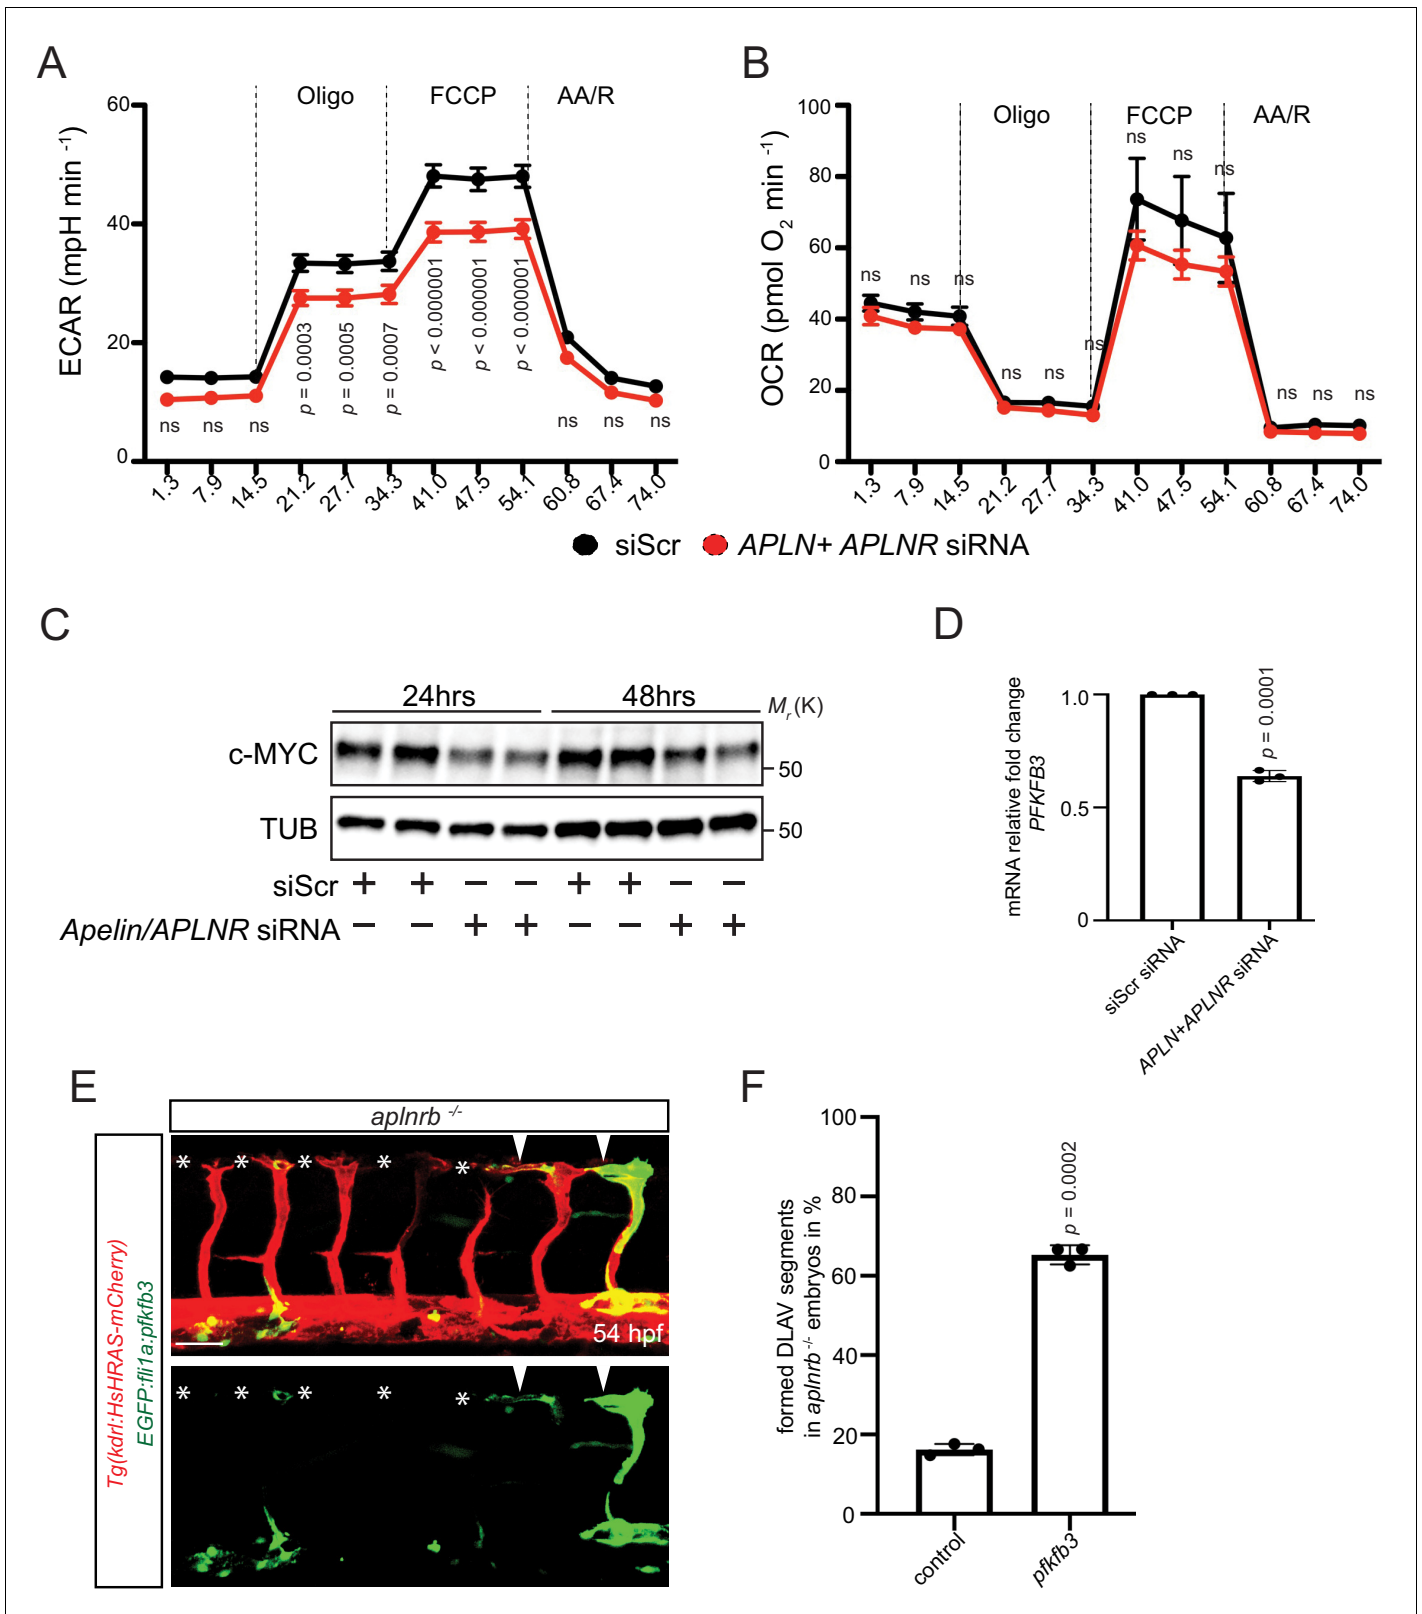 A
60
40
20
0
ECAR (mpH min -1)
Oligo
FCCP
AA/R
ns
ns
ns
p = 0.0003
p = 0.0005
p = 0.0007
p < 0.000001
p < 0.000001
p < 0.000001
ns
ns
ns
1.3
7.9
14.5
21.2
27.7
34.3
41.0
47.5
54.1
60.8
67.4
74.0
B
100
80
60
40
20
0
OCR (pmol O2 min -1)
Oligo
FCCP
AA/R
ns
ns
ns
ns
ns
ns
ns
ns
ns
ns
ns
ns
1.3
7.9
14.5
21.2
27.7
34.3
41.0
47.5
54.1
60.8
67.4
74.0
siScr
APLN+ APLNR siRNA
C
24hrs
48hrs
Mr(K)
c-MYC
50
TUB
50
siScr + + − − + + − −
Apelin/APLNR siRNA − − + + − − + +
D
mRNA relative fold change
PFKFB3
1.0
0.5
0
p = 0.0001
siScr siRNA
APLN+APLNR siRNA
E
aplnrb -/-
Tg(kdrl:HsHRAS-mCherry)
EGFP:fli1a:pfkfb3
* * * * *
54 hpf
* * * * *
F
formed DLAV segments
in aplnrb-/- embryos in %
100
80
60
40
20
0
p = 0.0002
control
pfkfb3